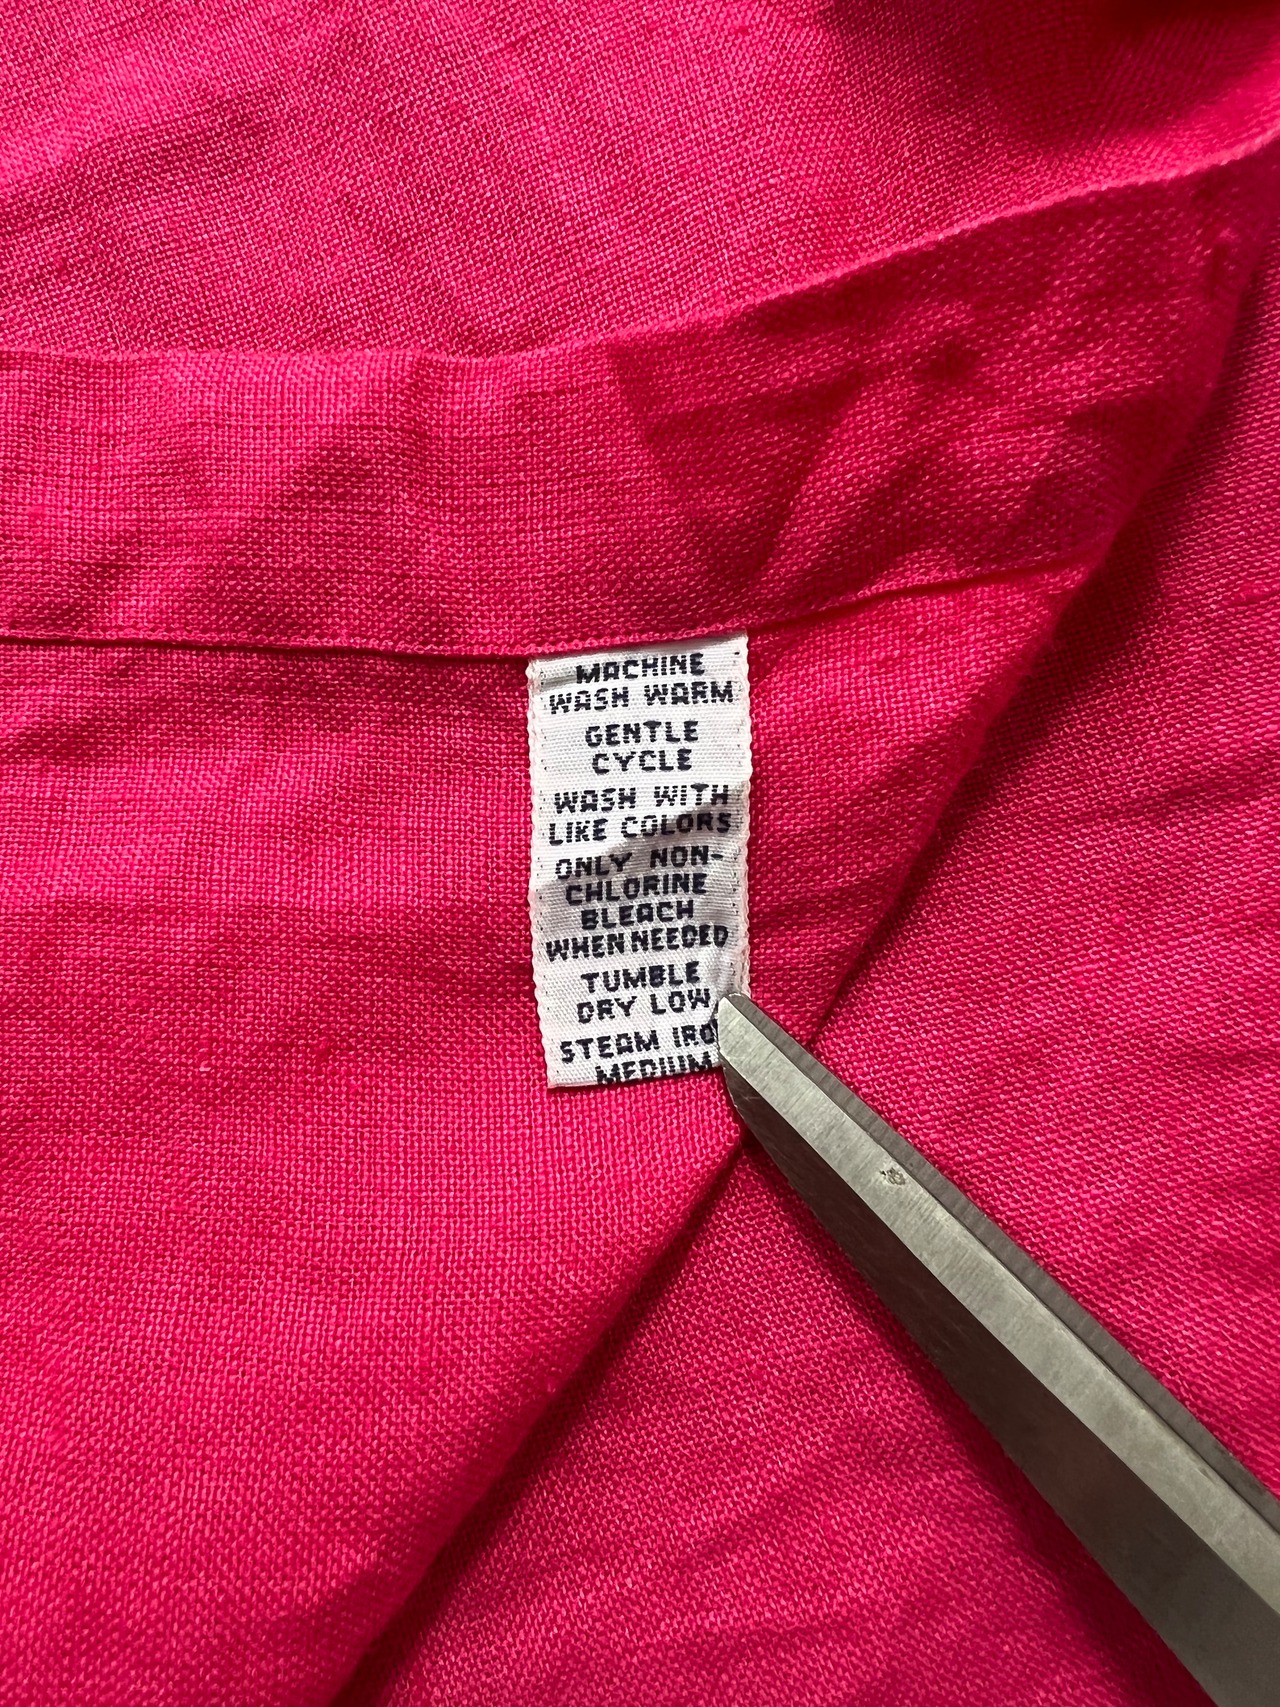 MACHINE
WASH WARM
GENTLE
CYCLE
WASH WITH
LIKE COLORS
ONLY NON-
CHLORINE
BLEACH
WHEN NEEDED
TUMBLE
DRY LOW
STEAM IRO
MEDIUM